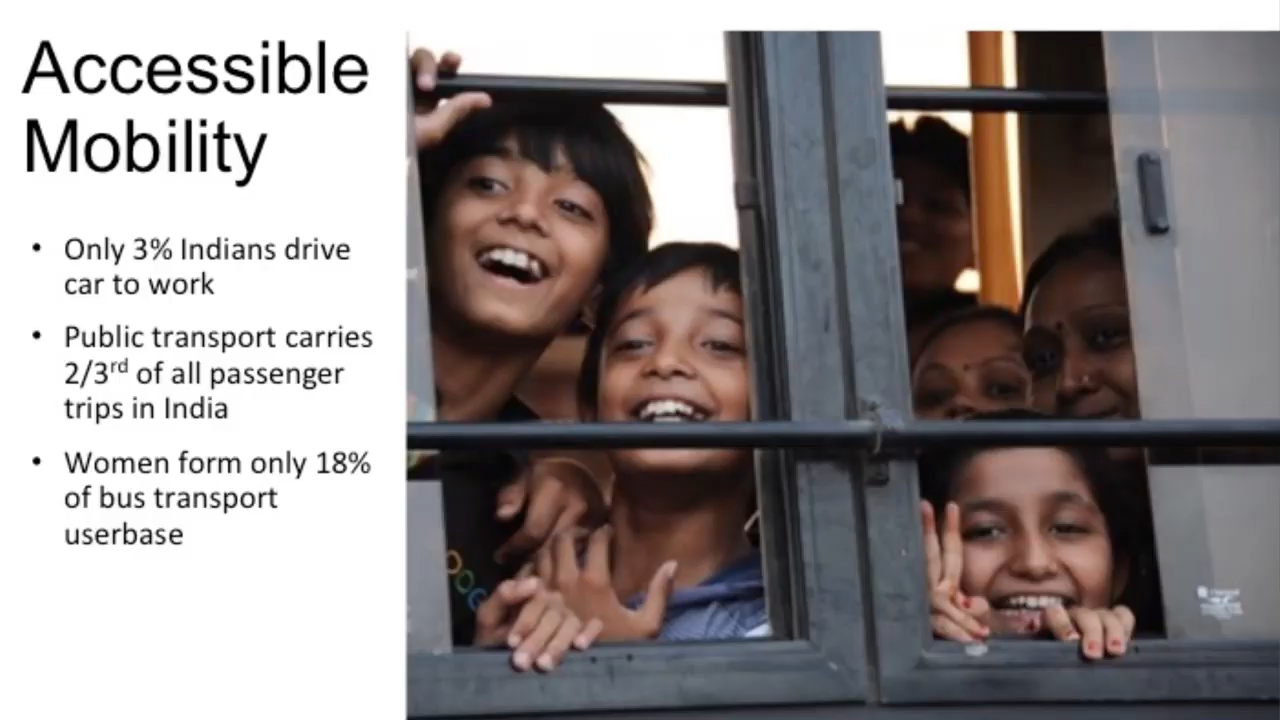 Accessible
Mobility
• Only 3% Indians drive
car to work
• Public transport carries
2/3rd of all passenger
trips in India
• Women form only 18%
of bus transport
userbase